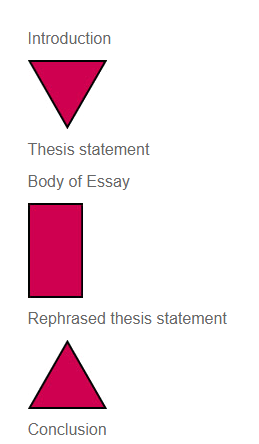 Introduction
Thesis statement
Body of Essay
Rephrased thesis statement
Conclusion